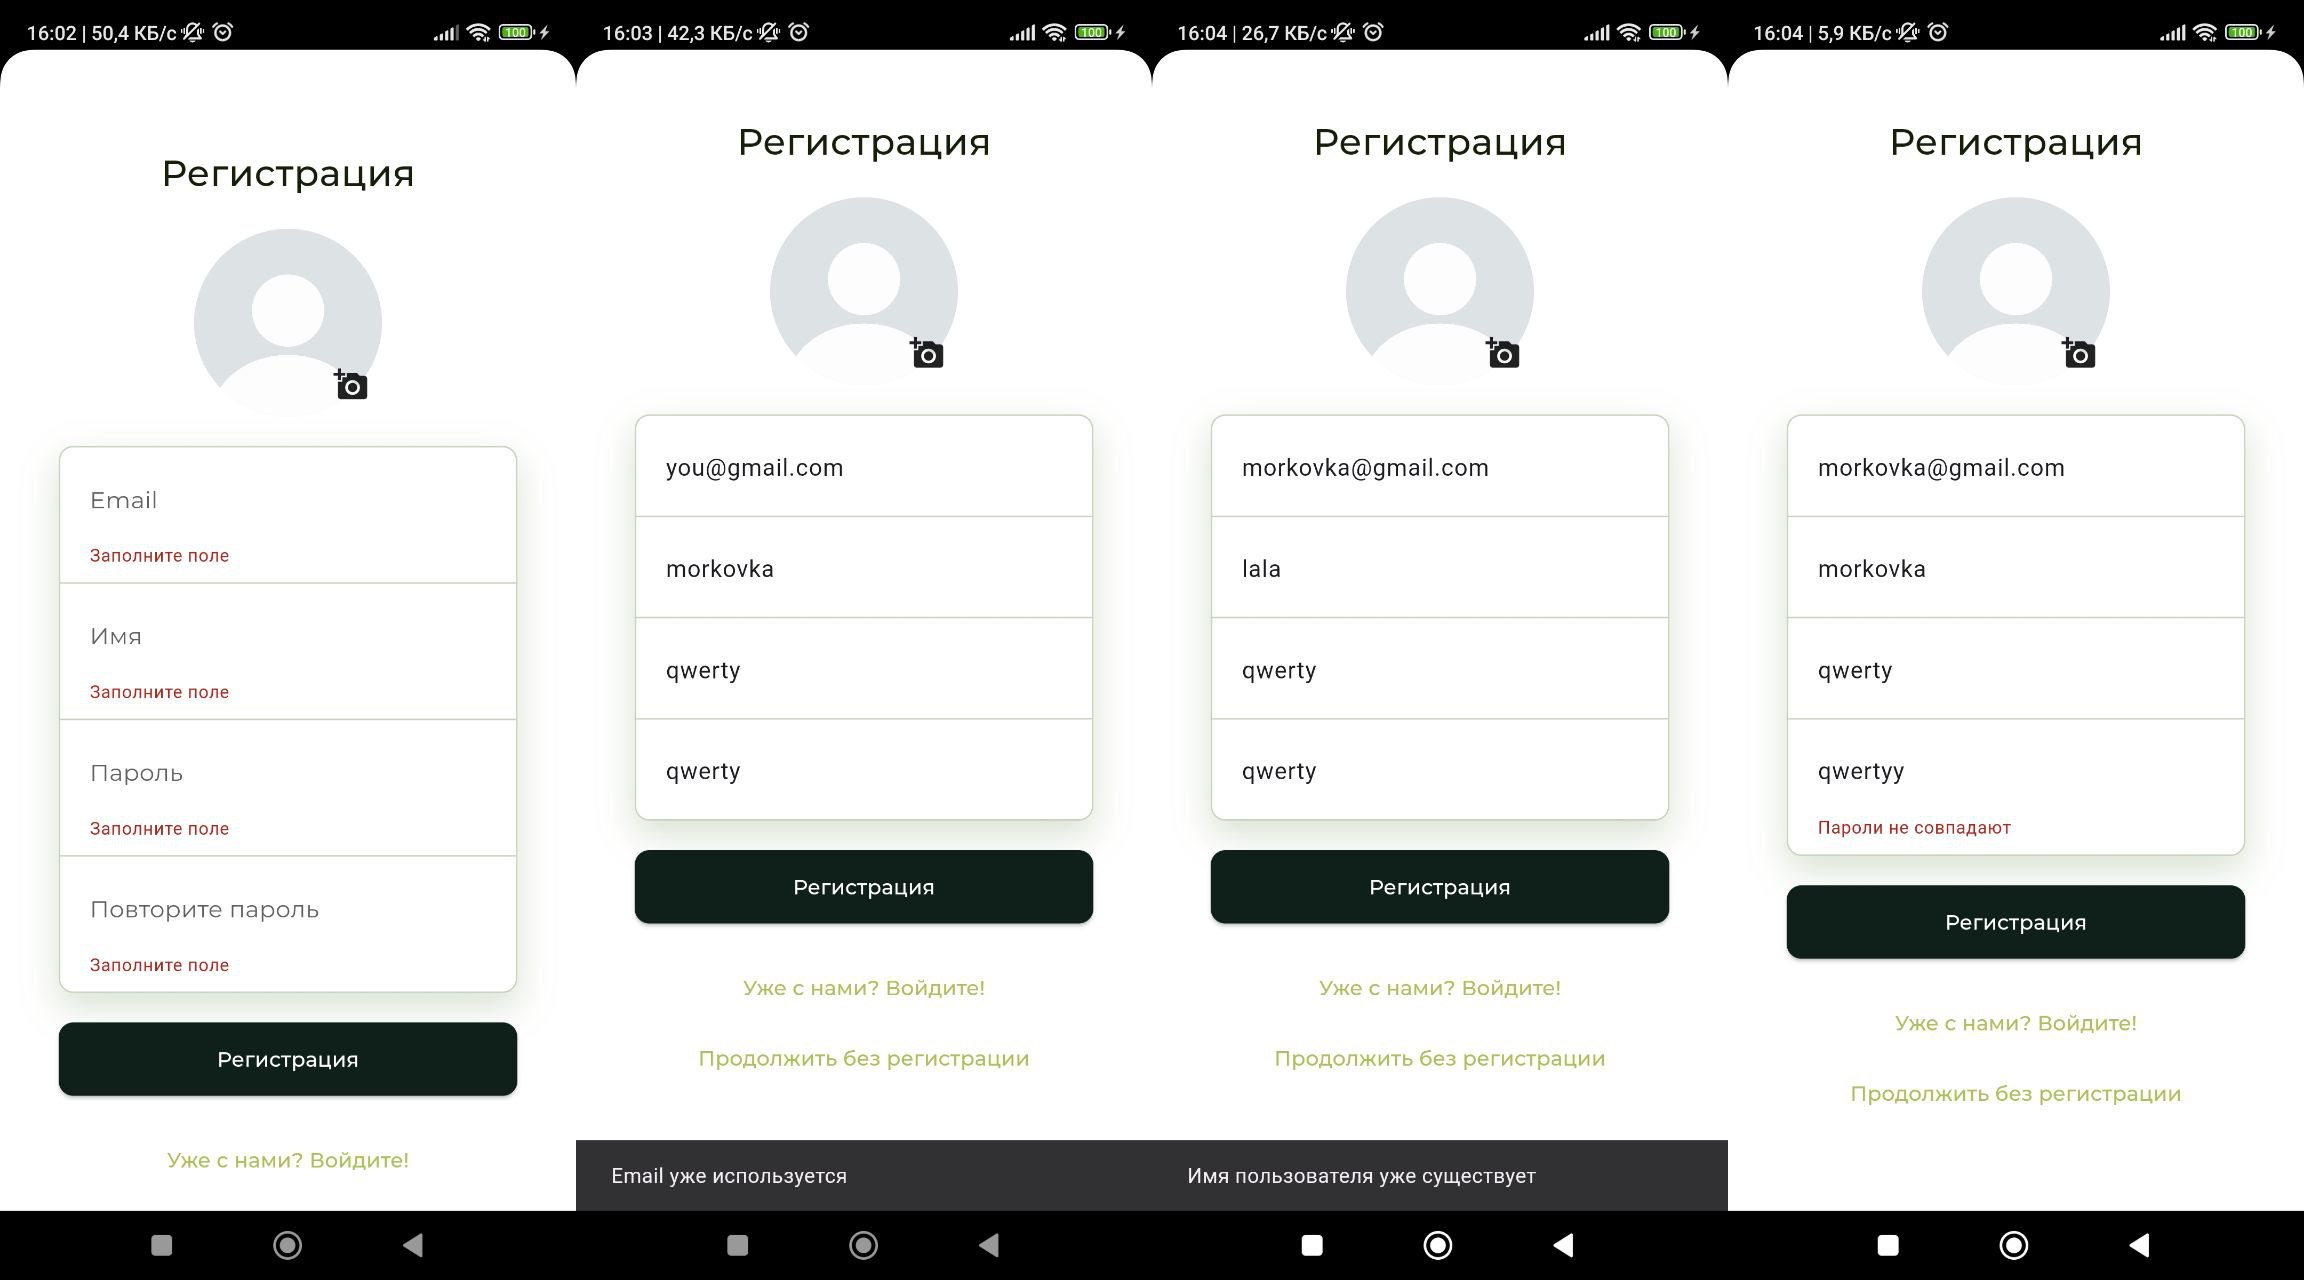 16:02 | 50,4 КБ/с
100
Регистрация
Email
Заполните поле
Имя
Заполните поле
Пароль
Заполните поле
Повторите пароль
Заполните поле
Регистрация
Уже с нами? Войдите!
16:03 | 42,3 КБ/с
100
Регистрация
you@gmail.com
morkovka
qwerty
qwerty
Регистрация
Уже с нами? Войдите!
Продолжить без регистрации
Email уже используется
16:04 | 26,7 КБ/с
100
Регистрация
morkovka@gmail.com
lala
qwerty
qwerty
Регистрация
Уже с нами? Войдите!
Продолжить без регистрации
Имя пользователя уже существует
16:04 | 5,9 КБ/с
100
Регистрация
morkovka@gmail.com
morkovka
qwerty
qwertyy
Пароли не совпадают
Регистрация
Уже с нами? Войдите!
Продолжить без регистрации